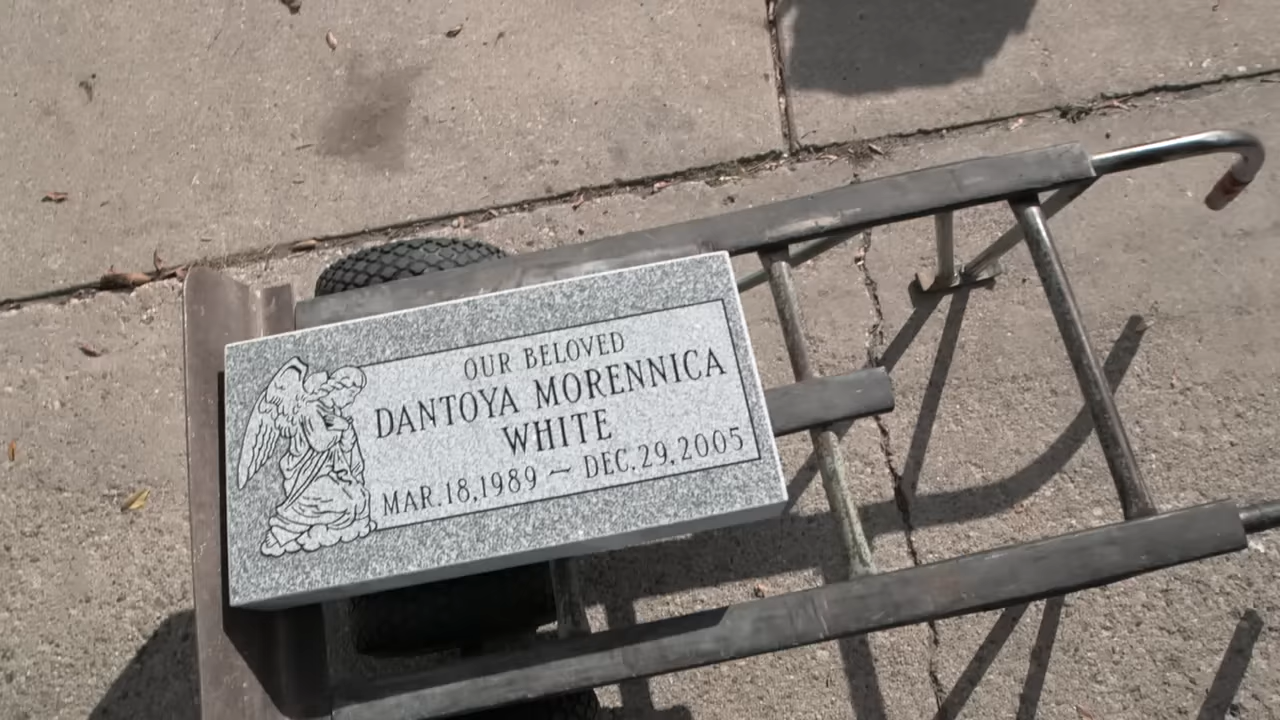 OUR BELOVED
DANTOYA MORENNICA
WHITE
MAR.18,1989 ~ DEC.29,2005